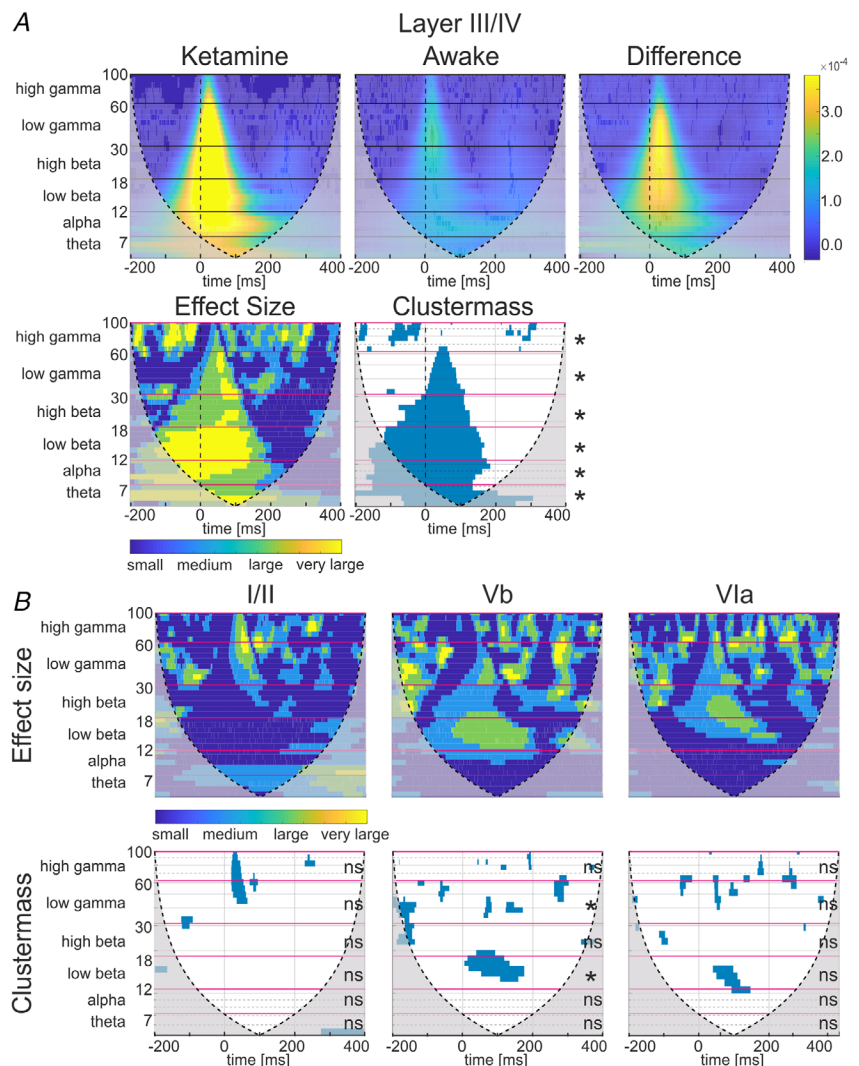 A
Layer III/IV
Ketamine Awake Difference
×10⁻⁴
100
high gamma
60
low gamma
30
high beta
18
low beta
12
alpha
theta 7
3.0
2.0
1.0
0.0
-200 0 200 400 -200 0 200 400 -200 0 200 400
time [ms] time [ms] time [ms]
Effect Size Clustermass
100
high gamma *
60
low gamma *
30
high beta *
18
low beta *
12
alpha *
theta 7 *
-200 0 200 400 -200 0 200 400
time [ms] time [ms]
small medium large very large
B
I/II Vb VIa
Effect size
100
high gamma
60
low gamma
30
high beta
18
low beta
12
alpha
theta 7
small medium large very large
Clustermass
100
high gamma ns ns ns
60
low gamma ns * ns
30
high beta ns ns ns
18
low beta ns * ns
12
alpha ns ns ns
theta 7 ns ns ns
-200 0 200 400 -200 0 200 400 -200 0 200 400
time [ms] time [ms] time [ms]